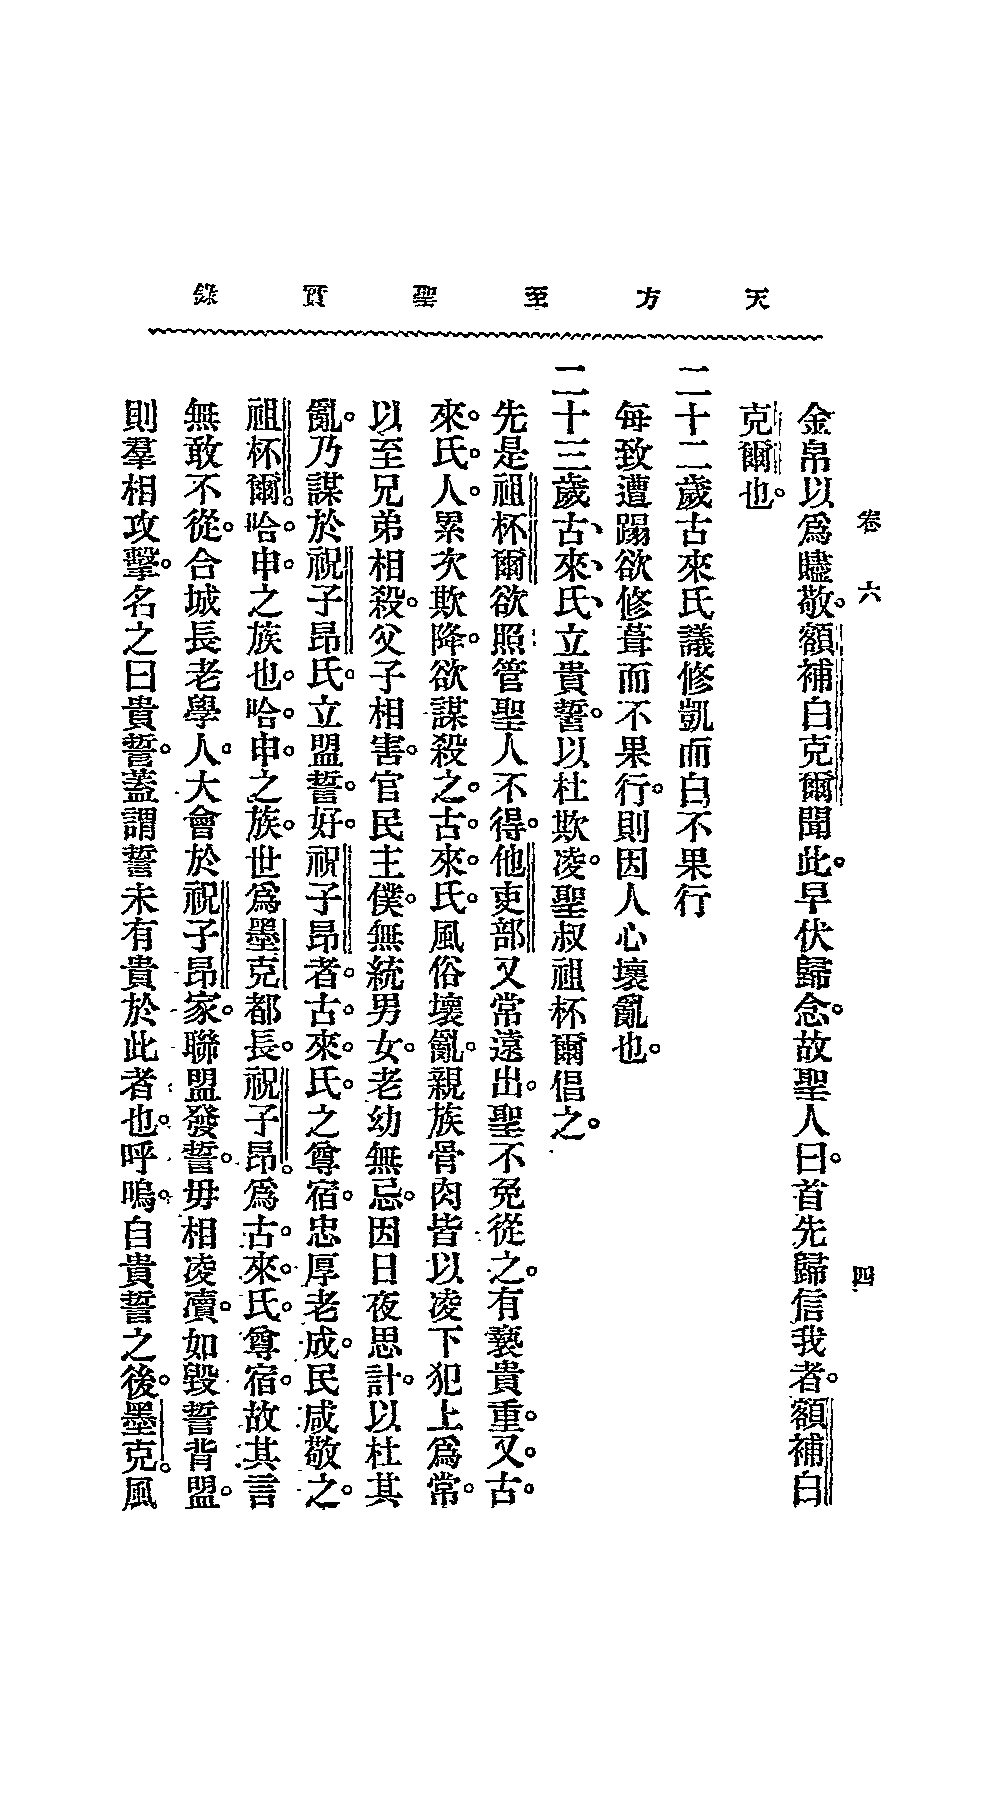 天方至聖實錄
卷六
四
金帛以爲贐敬。額補白克爾聞此。早伏歸念。故聖人曰。首先歸信我者。額補白
克爾也。
二十二歲古來氏議修凱而白不果行
每致遭蹋欲修葺而不果行。則因人心壞亂也。
二十三歲古、來、氏、立貴誓。以杜欺凌。聖叔祖杯爾倡之。
先是祖杯爾欲照管聖人不得。他吏部又常遠出。聖不免從之。有褻貴重。又。古。
來。氏。人。累次欺降。欲謀殺之。古。來。氏。風俗壞亂。親族骨肉皆以凌下犯上爲常。
以至兄弟相殺。父子相害。官民主僕。無統男女。老幼無忌。因日夜思計。以杜其
亂。乃謀於祝子昂氏。立盟誓。好。祝子昂者。古。來。氏。之尊宿。忠厚老成。民咸敬之。
祖杯爾。哈。申。之族也。哈。申。之族。世爲墨克都長。祝子昂。爲古。來。氏。尊宿。故其言
無敢不從。合城長老學人。大會於祝子昂家。聯盟發誓。毋相凌瀆。如毀誓背盟。
則羣相攻擊。名之曰貴誓。蓋謂誓未有貴於此者也。呼嗚。自貴誓之後。墨克。風